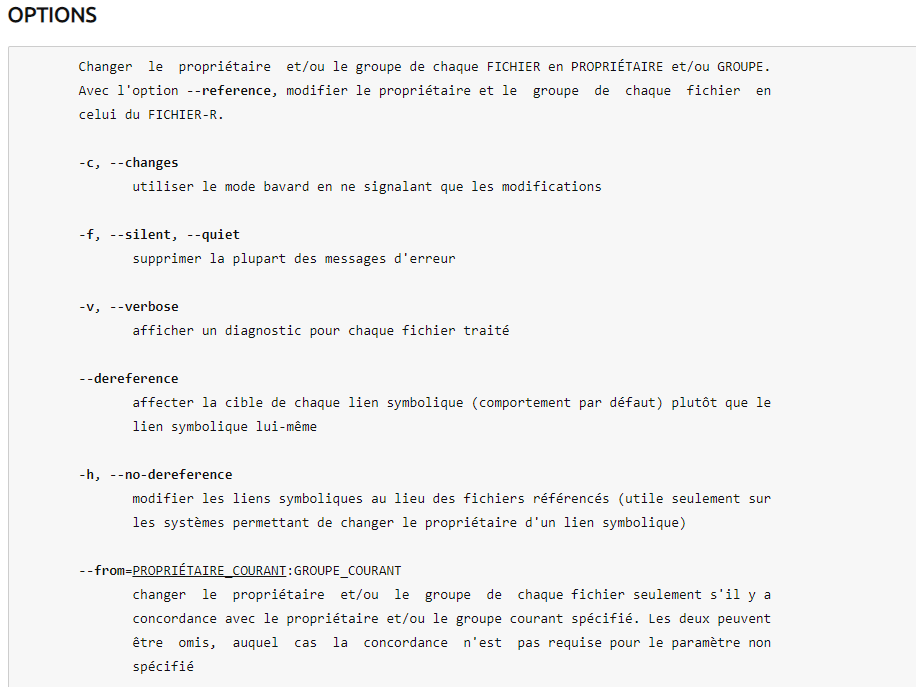 OPTIONS
Changer le propriétaire et/ou le groupe de chaque FICHIER en PROPRIÉTAIRE et/ou GROUPE.
Avec l'option --reference, modifier le propriétaire et le groupe de chaque fichier en
celui du FICHIER-R.
-c, --changes
utiliser le mode bavard en ne signalant que les modifications
-f, --silent, --quiet
supprimer la plupart des messages d'erreur
-v, --verbose
afficher un diagnostic pour chaque fichier traité
--dereference
affecter la cible de chaque lien symbolique (comportement par défaut) plutôt que le
lien symbolique lui-même
-h, --no-dereference
modifier les liens symboliques au lieu des fichiers référencés (utile seulement sur
les systèmes permettant de changer le propriétaire d'un lien symbolique)
--from=PROPRIÉTAIRE_COURANT:GROUPE_COURANT
changer le propriétaire et/ou le groupe de chaque fichier seulement s'il y a
concordance avec le propriétaire et/ou le groupe courant spécifié. Les deux peuvent
être omis, auquel cas la concordance n'est pas requise pour le paramètre non
spécifié